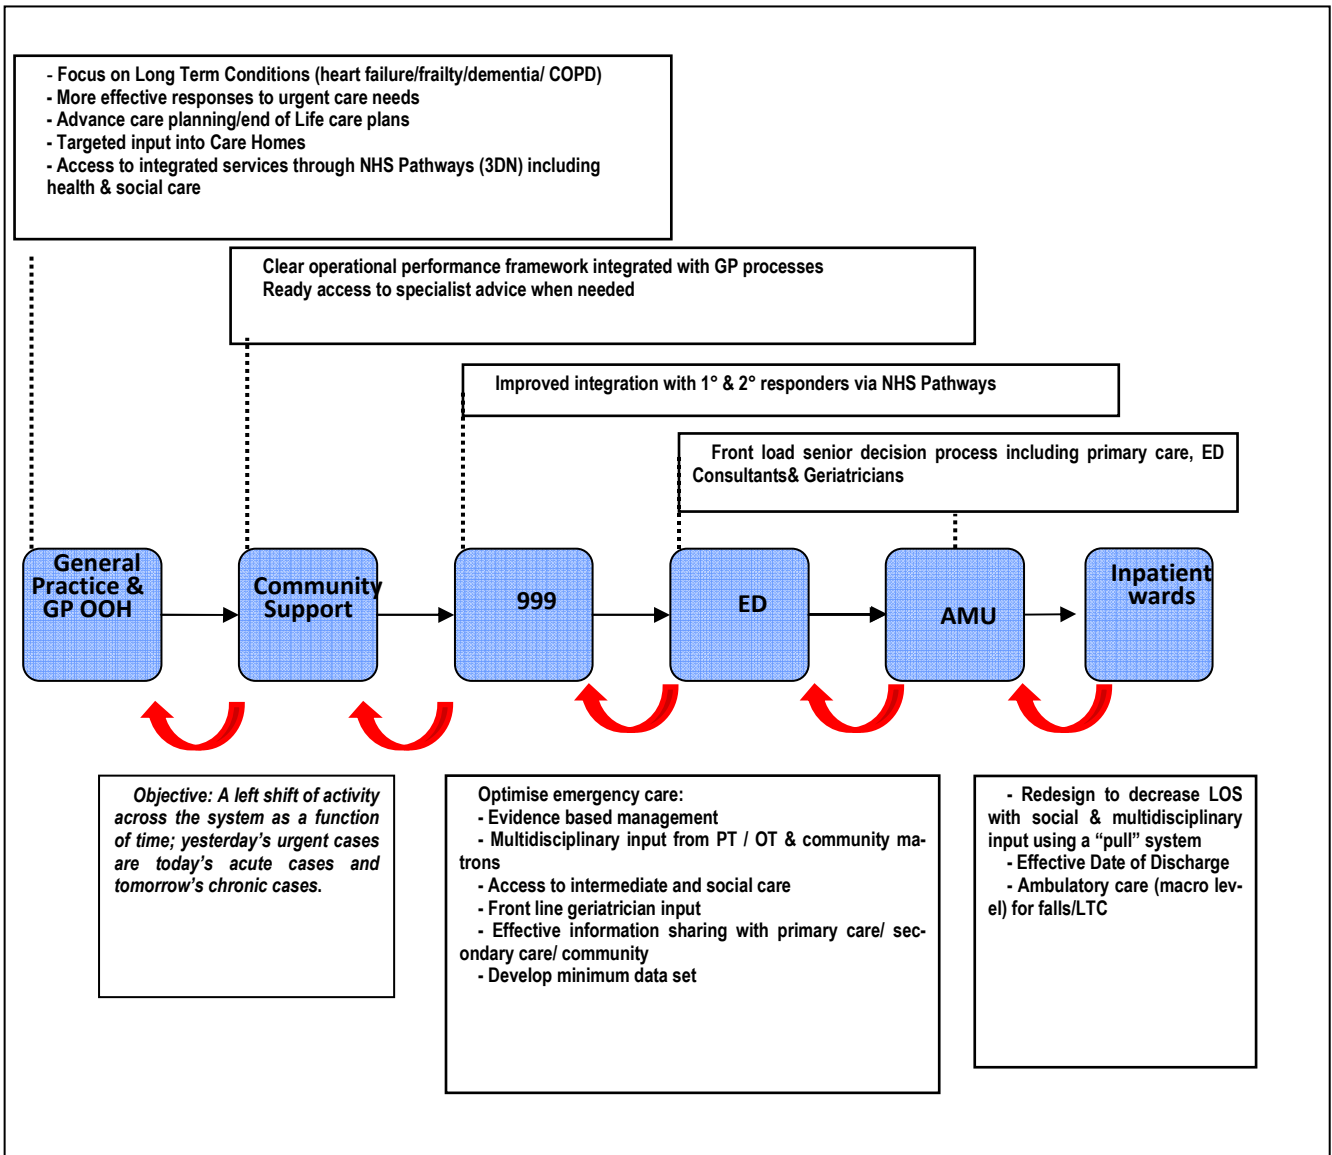 - Focus on Long Term Conditions (heart failure/frailty/dementia/ COPD)
- More effective responses to urgent care needs
- Advance care planning/end of Life care plans
- Targeted input into Care Homes
- Access to integrated services through NHS Pathways (3DN) including
health & social care
Clear operational performance framework integrated with GP processes
Ready access to specialist advice when needed
Improved integration with 1° & 2° responders via NHS Pathways
Front load senior decision process including primary care, ED
Consultants& Geriatricians
General
Practice &
GP OOH
Community
Support
999
ED
AMU
Inpatient
wards
Objective: A left shift of activity
across the system as a function
of time; yesterday's urgent cases
are today's acute cases and
tomorrow's chronic cases.
Optimise emergency care:
- Evidence based management
- Multidisciplinary input from PT / OT & community ma-
trons
- Access to intermediate and social care
- Front line geriatrician input
- Effective information sharing with primary care/ sec-
ondary care/ community
- Develop minimum data set
- Redesign to decrease LOS
with social & multidisciplinary
input using a “pull” system
- Effective Date of Discharge
- Ambulatory care (macro lev-
el) for falls/LTC